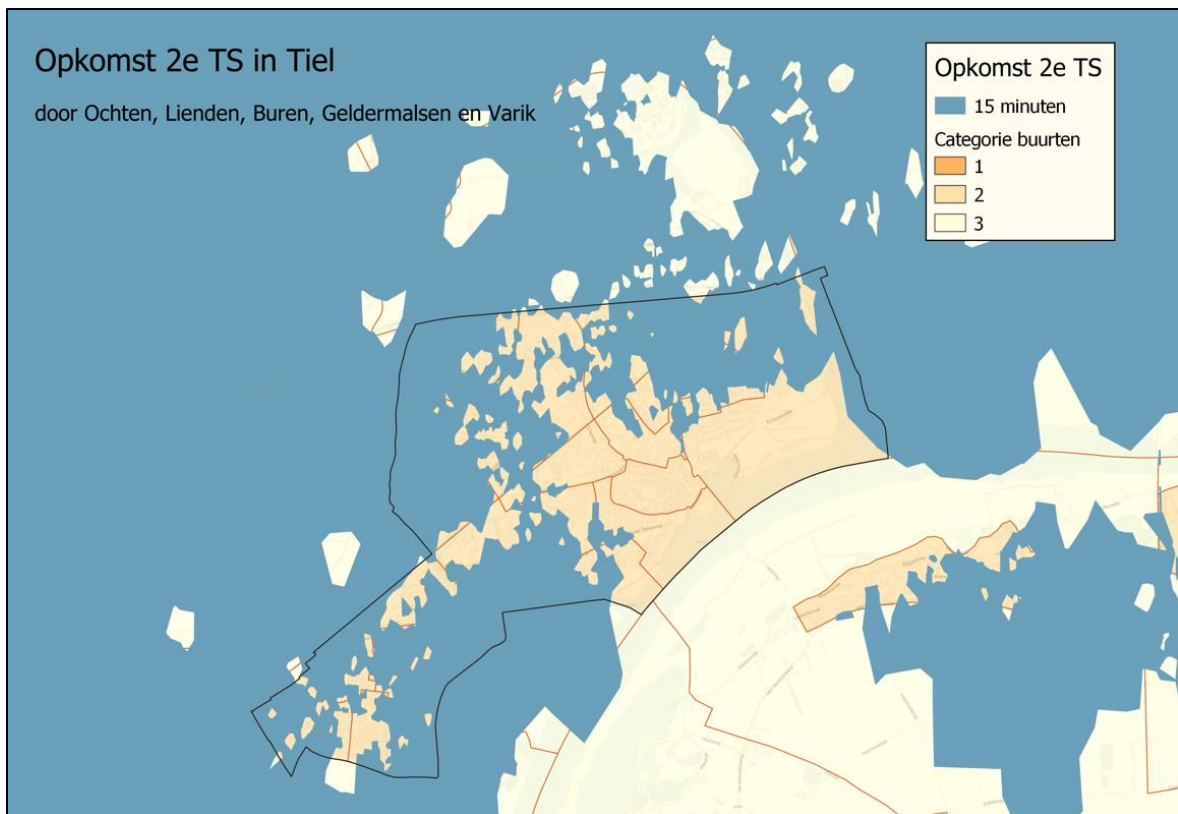 Opkomst 2e TS in Tiel
door Ochten, Lienden, Buren, Geldermalsen en Varik
Opkomst 2e TS
15 minuten
Categorie buurten
1
2
3